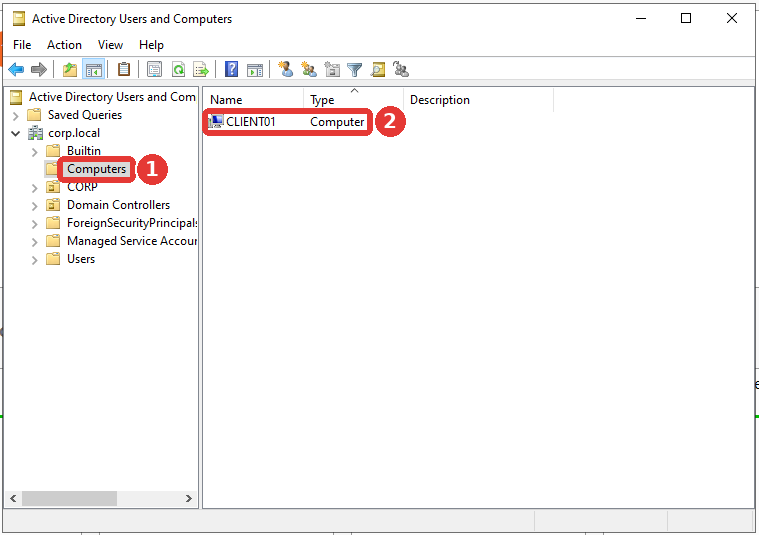 Active Directory Users and Computers
File Action View Help
Active Directory Users and Com
Saved Queries
corp.local
Builtin
Computers
CORP
Domain Controllers
ForeignSecurityPrincipals
Managed Service Accour
Users
1
Name Type Description
CLIENT01 Computer
2